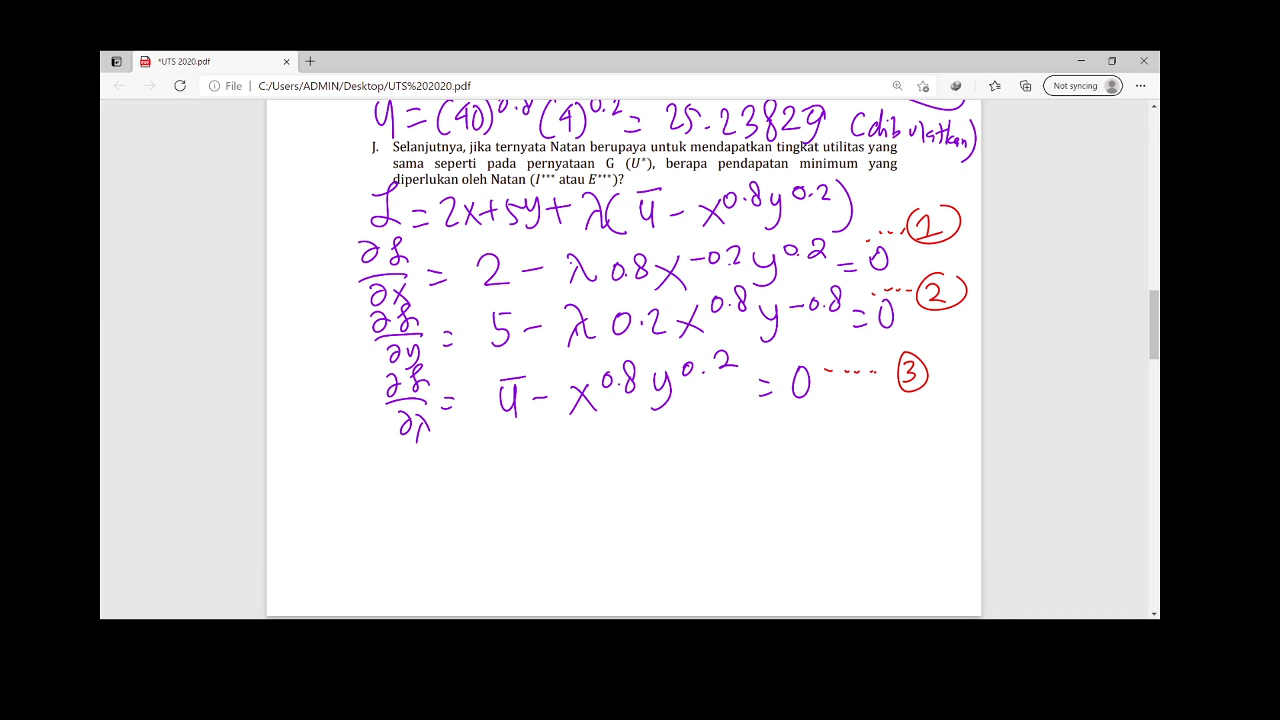 *UTS 2020.pdf
File | C:/Users/ADMIN/Desktop/UTS%202020.pdf
Not syncing
U = (40)^0.8 (4)^0.2 = 25.23829 (dibulatkan)
J. Selanjutnya, jika ternyata Natan berupaya untuk mendapatkan tingkat utilitas yang
sama seperti pada pernyataan G (U*), berapa pendapatan minimum yang
diperlukan oleh Natan (I*** atau E***)?
ℒ = 2x + 5y + λ(Ū − x^0.8 y^0.2)
∂ℒ/∂x = 2 − λ 0.8x^−0.2 y^0.2 = 0 ..... ①
∂ℒ/∂y = 5 − λ 0.2x^0.8 y^−0.8 = 0 ..... ②
∂ℒ/∂λ = Ū − x^0.8 y^0.2 = 0 ..... ③